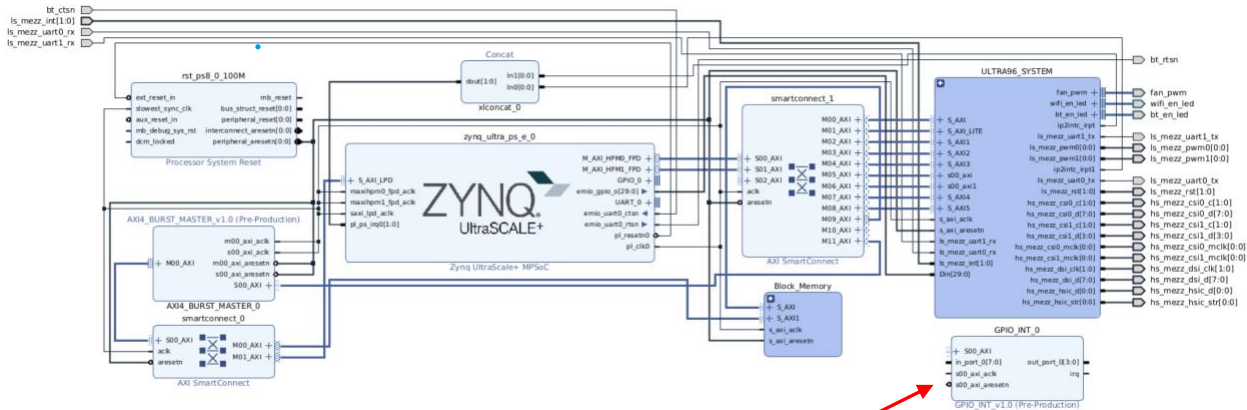 bt_ctsn
ls_mezz_int[1:0]
ls_mezz_uart0_rx
ls_mezz_uart1_rx
rst_ps8_0_100M
ext_reset_in
slowest_sync_clk
aux_reset_in
mb_debug_sys_rst
dcm_locked
mb_reset
bus_struct_reset[0:0]
peripheral_reset[0:0]
interconnect_aresetn[0:0]
peripheral_aresetn[0:0]
Processor System Reset
Concat
dout[1:0]
In1[0:0]
In0[0:0]
xlconcat_0
zynq_ultra_ps_e_0
S_AXI_LPD
maxihpm0_fpd_aclk
maxihpm1_fpd_aclk
saxi_lpd_aclk
pl_ps_irq0[1:0]
ZYNQ
UltraSCALE+
M_AXI_HPM0_FPD
M_AXI_HPM1_FPD
GPIO_0
emio_gpio_o[29:0]
UART_0
emio_uart0_ctsn
emio_uart0_rtsn
pl_resetn0
pl_clk0
Zynq UltraScale+ MPSoC
AXI4_BURST_MASTER_v1.0 (Pre-Production)
M00_AXI
m00_axi_aclk
s00_axi_aclk
m00_axi_aresetn
s00_axi_aresetn
S00_AXI
AXI4_BURST_MASTER_0
smartconnect_0
S00_AXI
aclk
aresetn
M00_AXI
M01_AXI
AXI SmartConnect
smartconnect_1
S00_AXI
S01_AXI
S02_AXI
aclk
aresetn
M00_AXI
M01_AXI
M02_AXI
M03_AXI
M04_AXI
M05_AXI
M06_AXI
M07_AXI
M08_AXI
M09_AXI
M10_AXI
M11_AXI
AXI SmartConnect
Block_Memory
S_AXI
S_AXI1
s_axi_aclk
s_axi_aresetn
ULTRA96_SYSTEM
S_AXI
S_AXI_LITE
S_AXI1
S_AXI2
S_AXI3
s00_axi
s00_axi1
S_AXI4
S_AXI5
s_axi_aclk
s_axi_aresetn
ls_mezz_uart1_rx
ls_mezz_uart0_rx
ls_mezz_int[1:0]
Din[29:0]
fan_pwm
wifi_en_led
bt_en_led
ip2intc_irpt
ls_mezz_uart1_tx
ls_mezz_pwm0[0:0]
ls_mezz_pwm1[0:0]
ip2intc_irpt1
ls_mezz_uart0_tx
ls_mezz_rst[1:0]
hs_mezz_csi0_c[1:0]
hs_mezz_csi0_d[7:0]
hs_mezz_csi1_c[1:0]
hs_mezz_csi1_d[3:0]
hs_mezz_csi0_mclk[0:0]
hs_mezz_csi1_mclk[0:0]
hs_mezz_dsi_clk[1:0]
hs_mezz_dsi_d[7:0]
hs_mezz_hsic_d[0:0]
hs_mezz_hsic_str[0:0]
bt_rtsn
fan_pwm
wifi_en_led
bt_en_led
ls_mezz_uart1_tx
ls_mezz_pwm0[0:0]
ls_mezz_pwm1[0:0]
ls_mezz_uart0_tx
ls_mezz_rst[1:0]
hs_mezz_csi0_c[1:0]
hs_mezz_csi0_d[7:0]
hs_mezz_csi1_c[1:0]
hs_mezz_csi1_d[3:0]
hs_mezz_csi0_mclk[0:0]
hs_mezz_csi1_mclk[0:0]
hs_mezz_dsi_clk[1:0]
hs_mezz_dsi_d[7:0]
hs_mezz_hsic_d[0:0]
hs_mezz_hsic_str[0:0]
GPIO_INT_0
S00_AXI
in_port_0[7:0]
s00_axi_aclk
s00_axi_aresetn
out_port_0[3:0]
irq
GPIO_INT_v1.0 (Pre-Production)